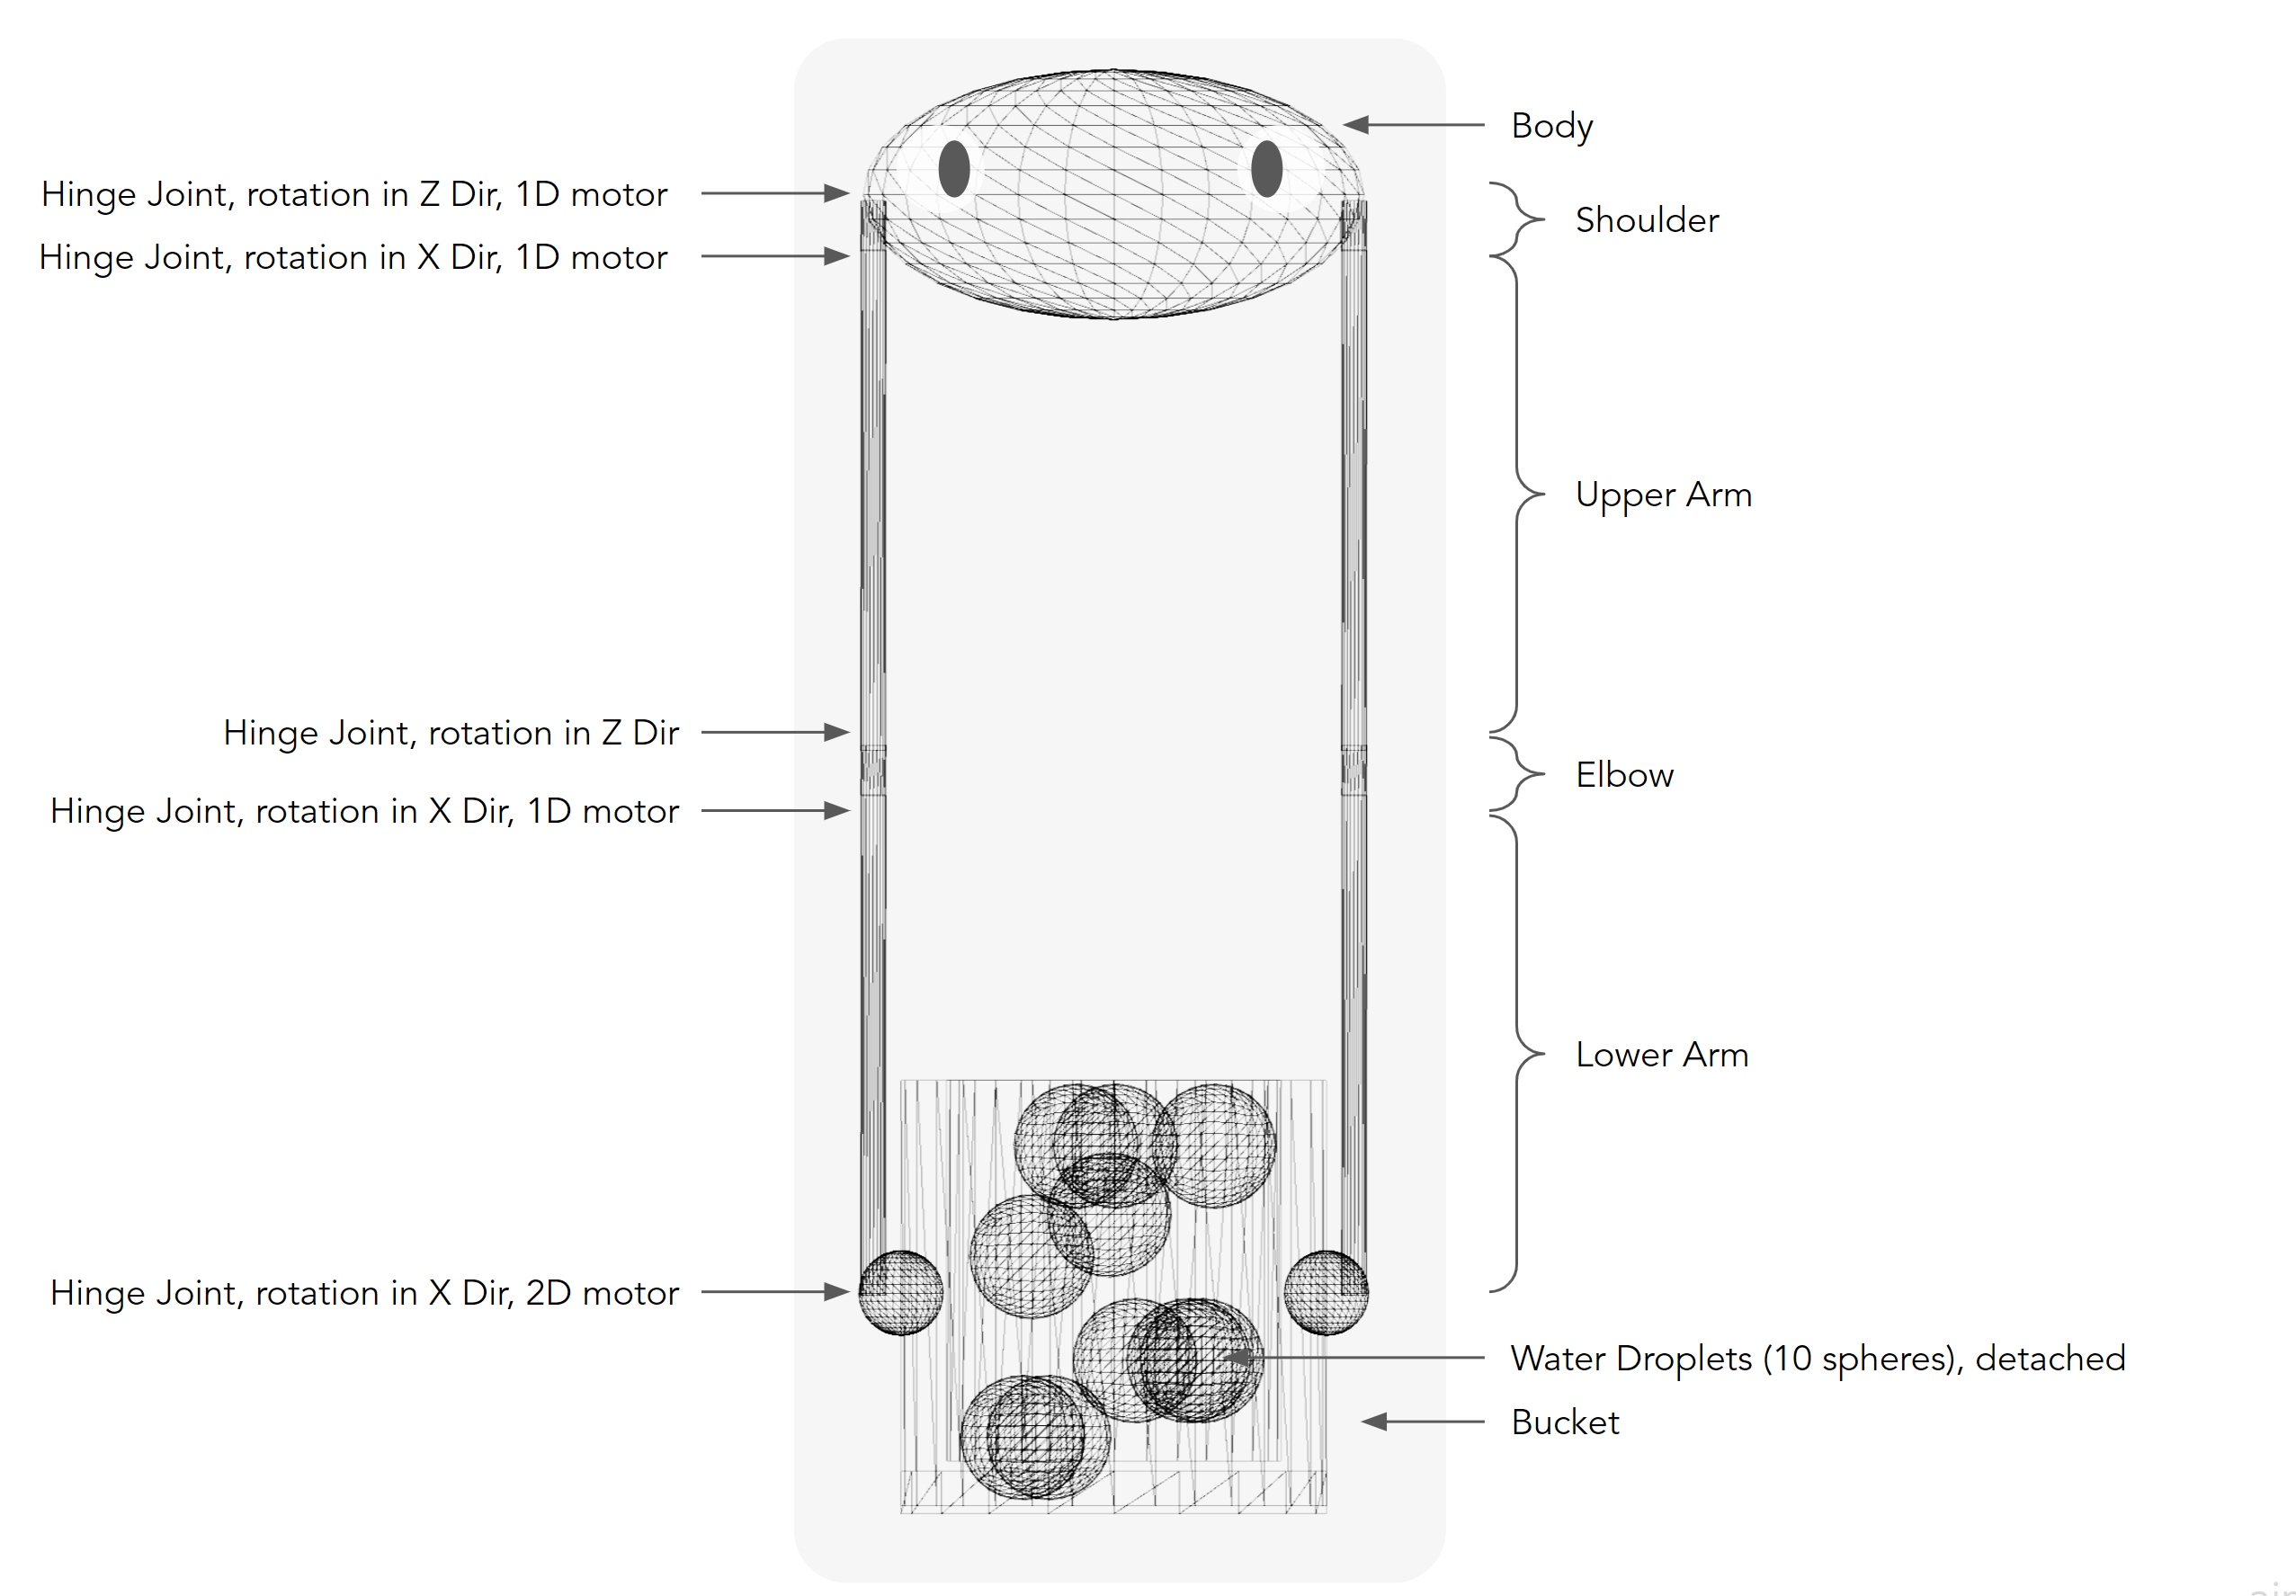 Body
Hinge Joint, rotation in Z Dir, 1D motor
Shoulder
Hinge Joint, rotation in X Dir, 1D motor
Upper Arm
Hinge Joint, rotation in Z Dir
Elbow
Hinge Joint, rotation in X Dir, 1D motor
Lower Arm
Hinge Joint, rotation in X Dir, 2D motor
Water Droplets (10 spheres), detached
Bucket